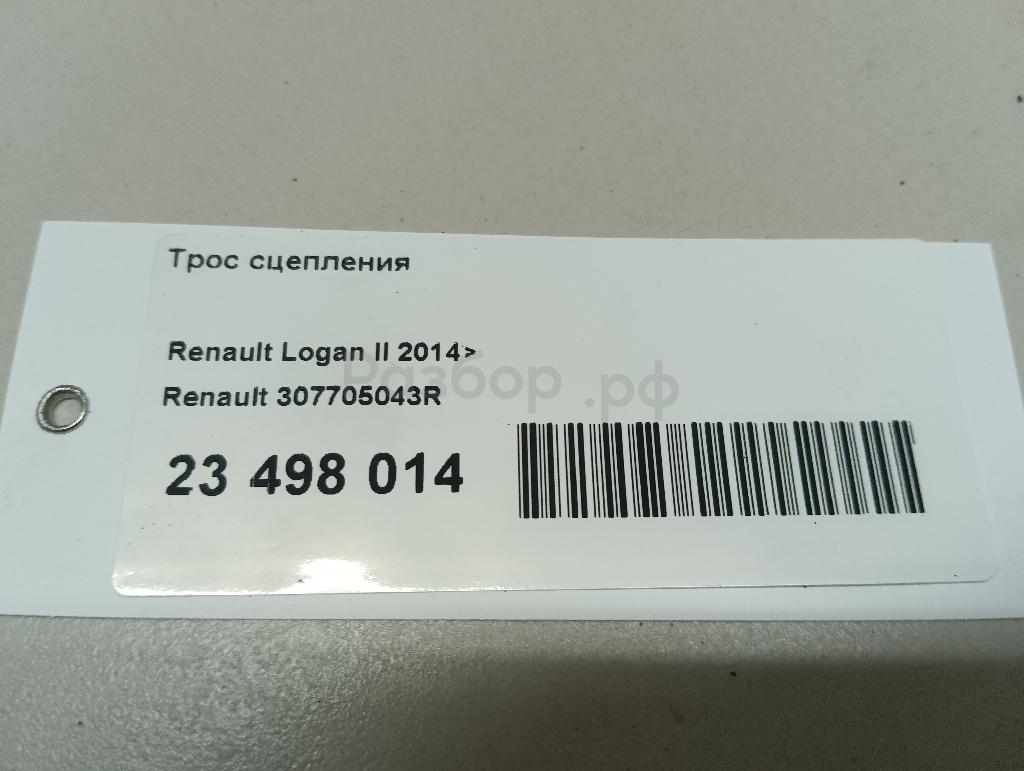 Трос сцепления
Renault Logan II 2014>
Разбор.рф
Renault 307705043R
23 498 014